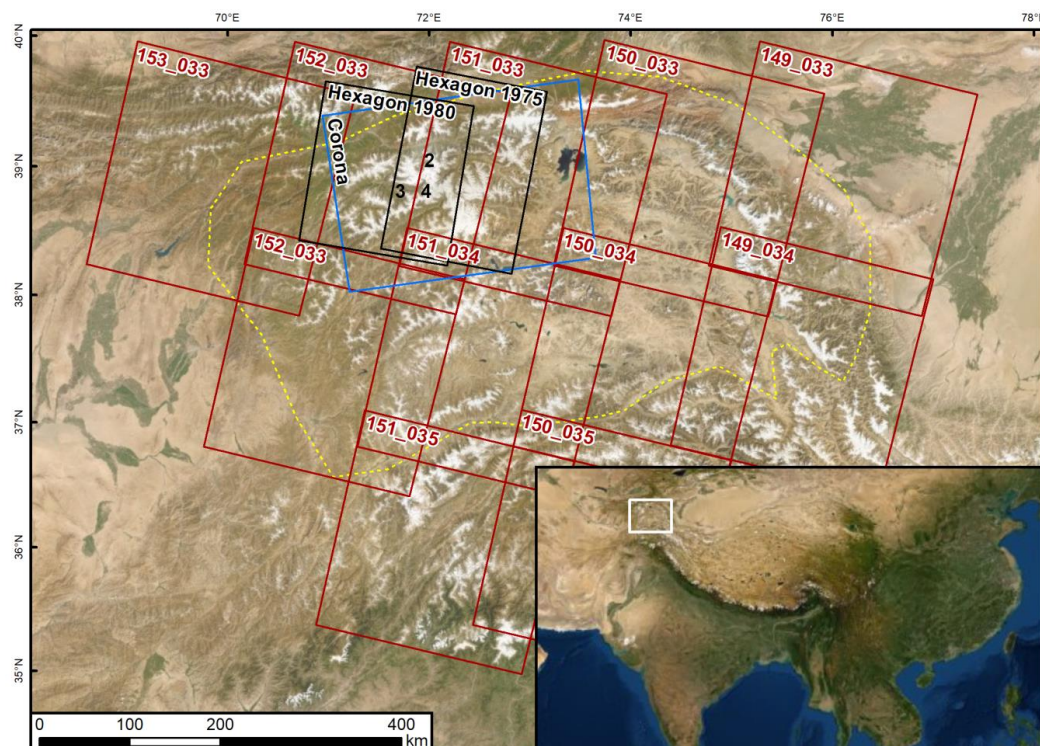 70°E
72°E
74°E
76°E
78°
40°N
39°N
38°N
37°N
36°N
35°N
153_033
152_033
151_033
150_033
149_033
Hexagon 1975
Hexagon 1980
Corona
2
3 4
152_033
151_034
150_034
149_034
151_035
150_035
0 100 200 400
km